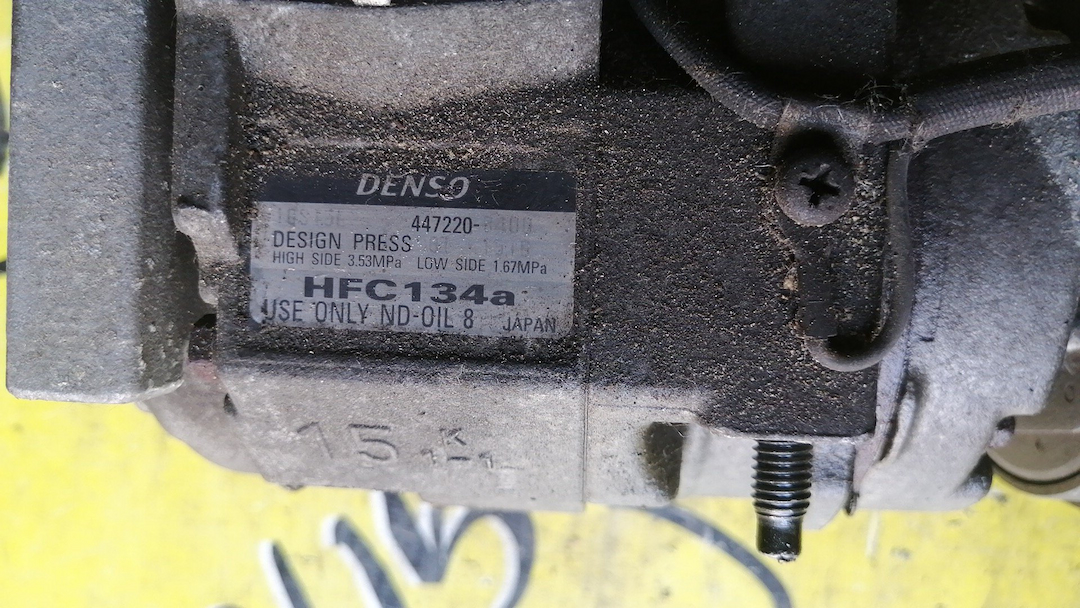 DENSO
447220-
DESIGN PRESS
HIGH SIDE 3.53MPa LOW SIDE 1.67MPa
HFC134a
USE ONLY ND-OIL 8 JAPAN
15 K